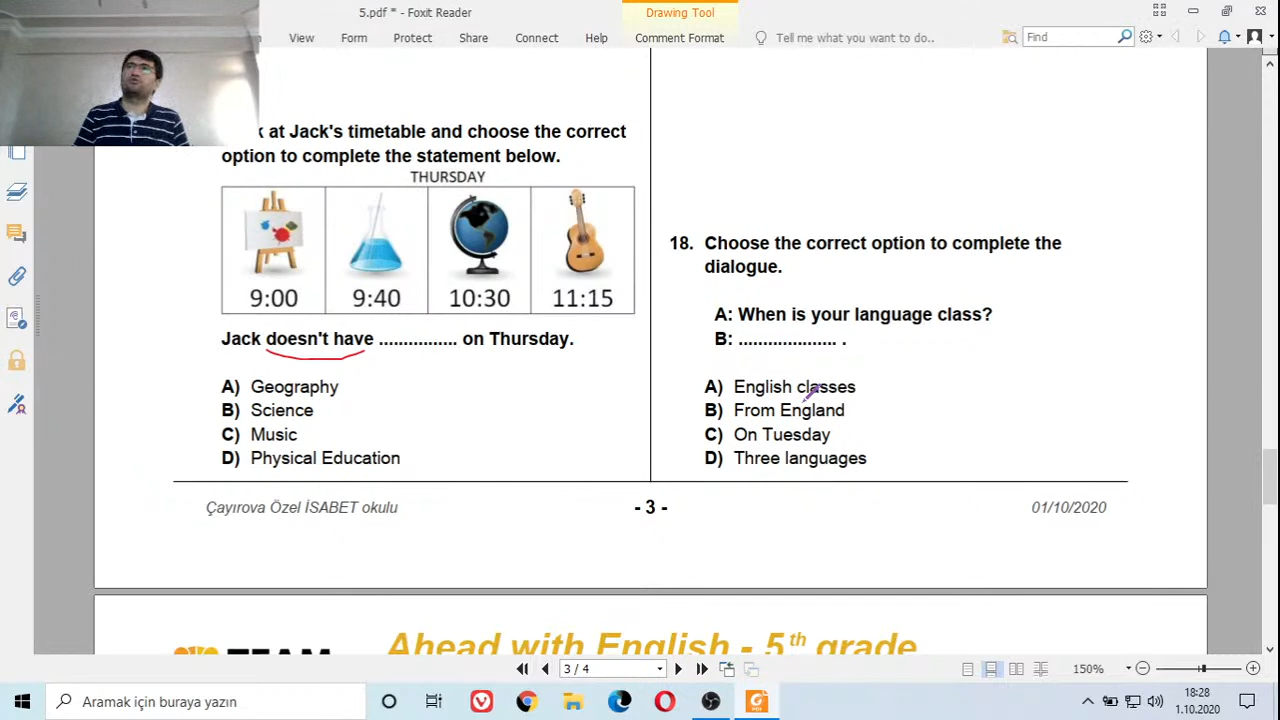 5.pdf * - Foxit Reader
Drawing Tool
View Form Protect Share Connect Help Comment Format Tell me what you want to do.. Find
at Jack's timetable and choose the correct
option to complete the statement below.
THURSDAY
9:00 9:40 10:30 11:15
Jack doesn't have ................ on Thursday.
A) Geography
B) Science
C) Music
D) Physical Education
18. Choose the correct option to complete the
dialogue.
A: When is your language class?
B: .................... .
A) English classes
B) From England
C) On Tuesday
D) Three languages
Çayırova Özel İSABET okulu - 3 - 01/10/2020
Ahead with English - 5 th grade
TEAM
3 / 4 150%
Aramak için buraya yazın
18:28
1.10.2020